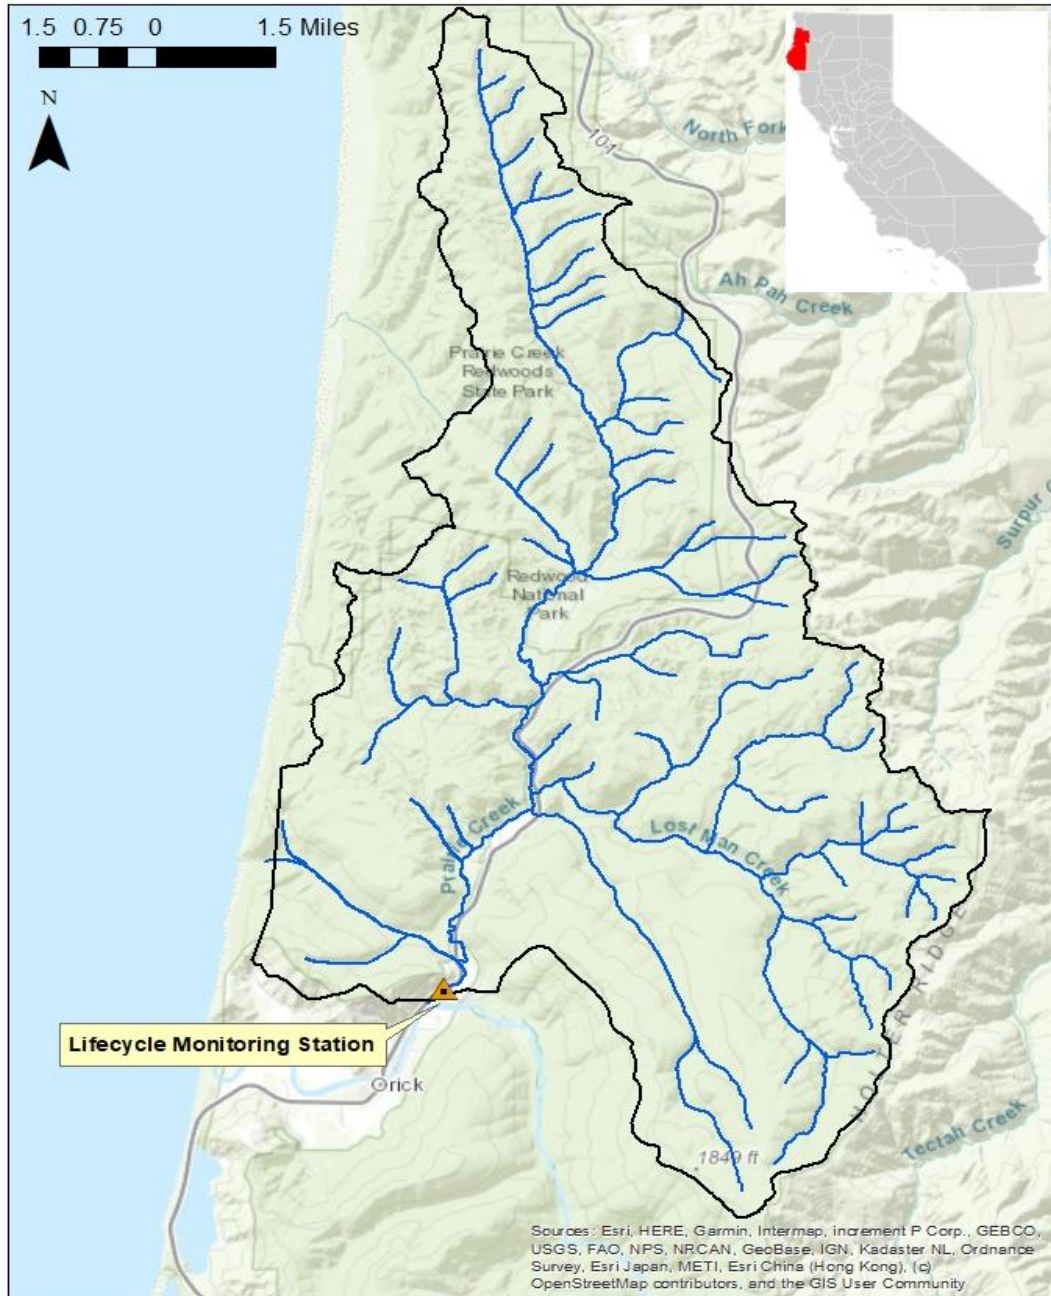 1.5 0.75 0 1.5 Miles
N
101
North Fork
Ah Pah Creek
Prairie Creek
Redwoods
State Park
Surpur
Redwood
National
Park
Prairie Creek
Lost Man Creek
HOLTER RIDGE
Lifecycle Monitoring Station
Orick
Tectah Creek
1849 ft
Sources: Esri, HERE, Garmin, Intermap, increment P Corp., GEBCO,
USGS, FAO, NPS, NRCAN, GeoBase, IGN, Kadaster NL, Ordnance
Survey, Esri Japan, METI, Esri China (Hong Kong), (c)
OpenStreetMap contributors, and the GIS User Community